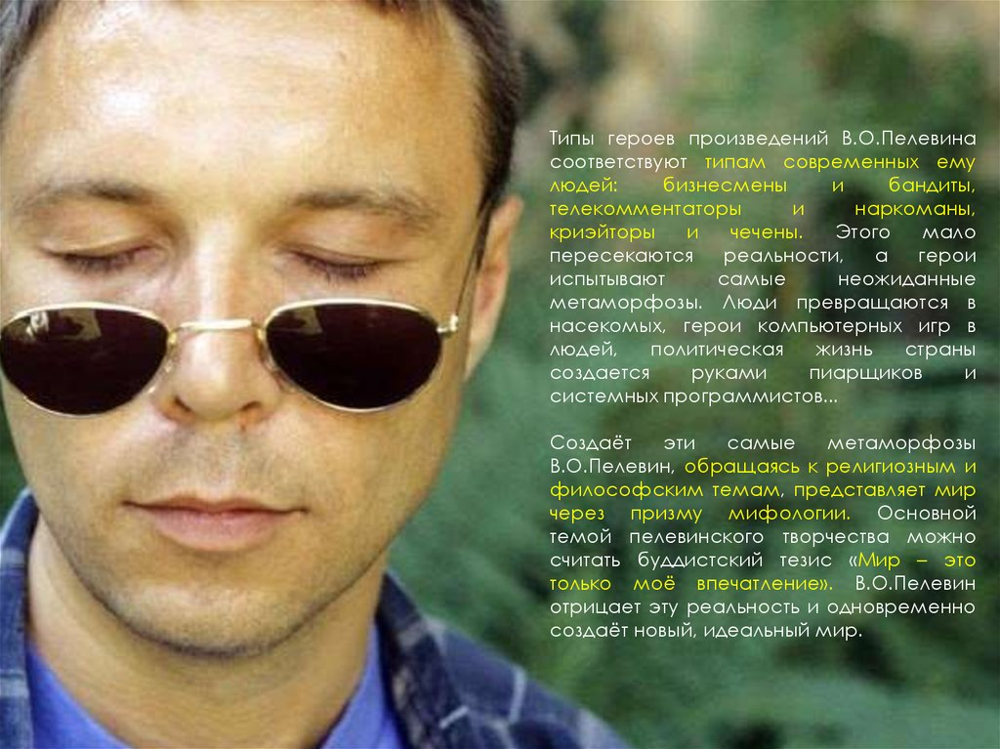 Типы героев произведений В.О.Пелевина
соответствуют типам современных ему
людей: бизнесмены и бандиты,
телекомментаторы и наркоманы,
криэйторы и чечены. Этого мало
пересекаются реальности, а герои
испытывают самые неожиданные
метаморфозы. Люди превращаются в
насекомых, герои компьютерных игр в
людей, политическая жизнь страны
создается руками пиарщиков и
системных программистов...
Создаёт эти самые метаморфозы
В.О.Пелевин, обращаясь к религиозным и
философским темам, представляет мир
через призму мифологии. Основной
темой пелевинского творчества можно
считать буддистский тезис «Мир – это
только моё впечатление». В.О.Пелевин
отрицает эту реальность и одновременно
создаёт новый, идеальный мир.